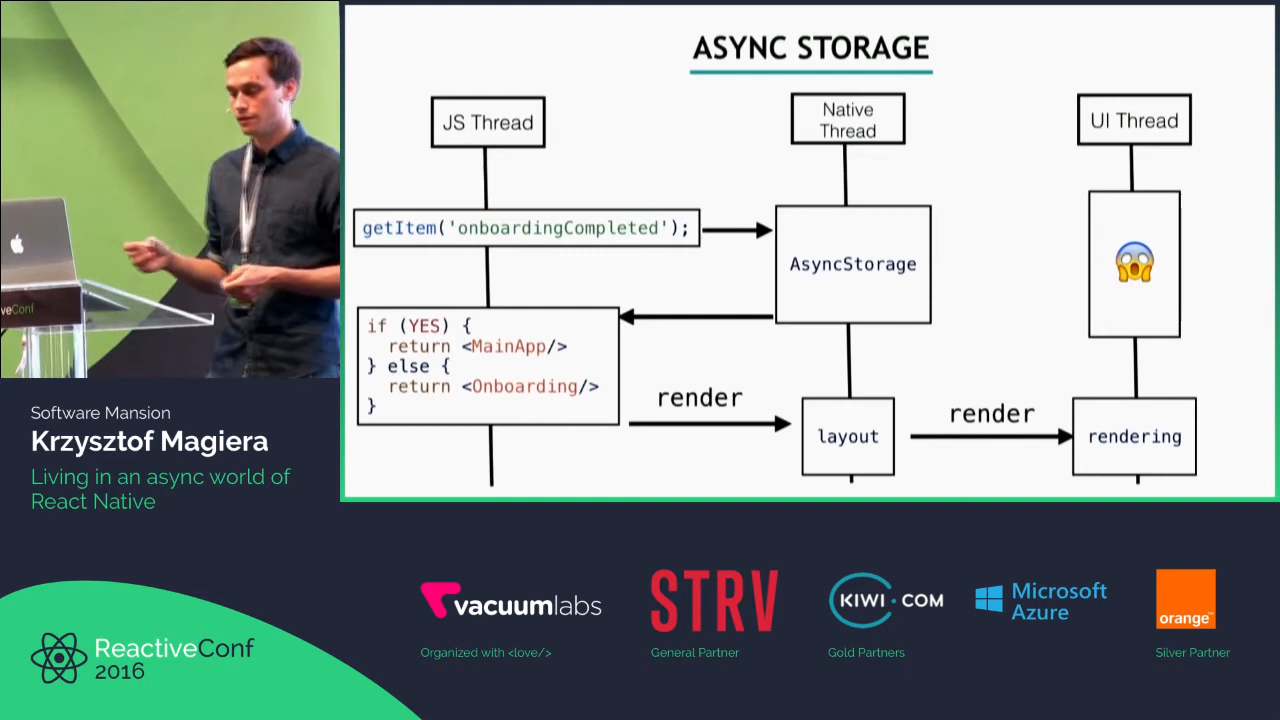 ASYNC STORAGE
JS Thread
Native
Thread
UI Thread
getItem('onboardingCompleted');
AsyncStorage
if (YES) {
return <MainApp/>
} else {
return <Onboarding/>
}
render
layout
render
rendering
veConf
Software Mansion
Krzysztof Magiera
Living in an async world of
React Native
ReactiveConf
2016
vacuumlabs
Organized with <love/>
STRV
General Partner
KIWI.COM
Gold Partners
Microsoft
Azure
orange™
Silver Partner